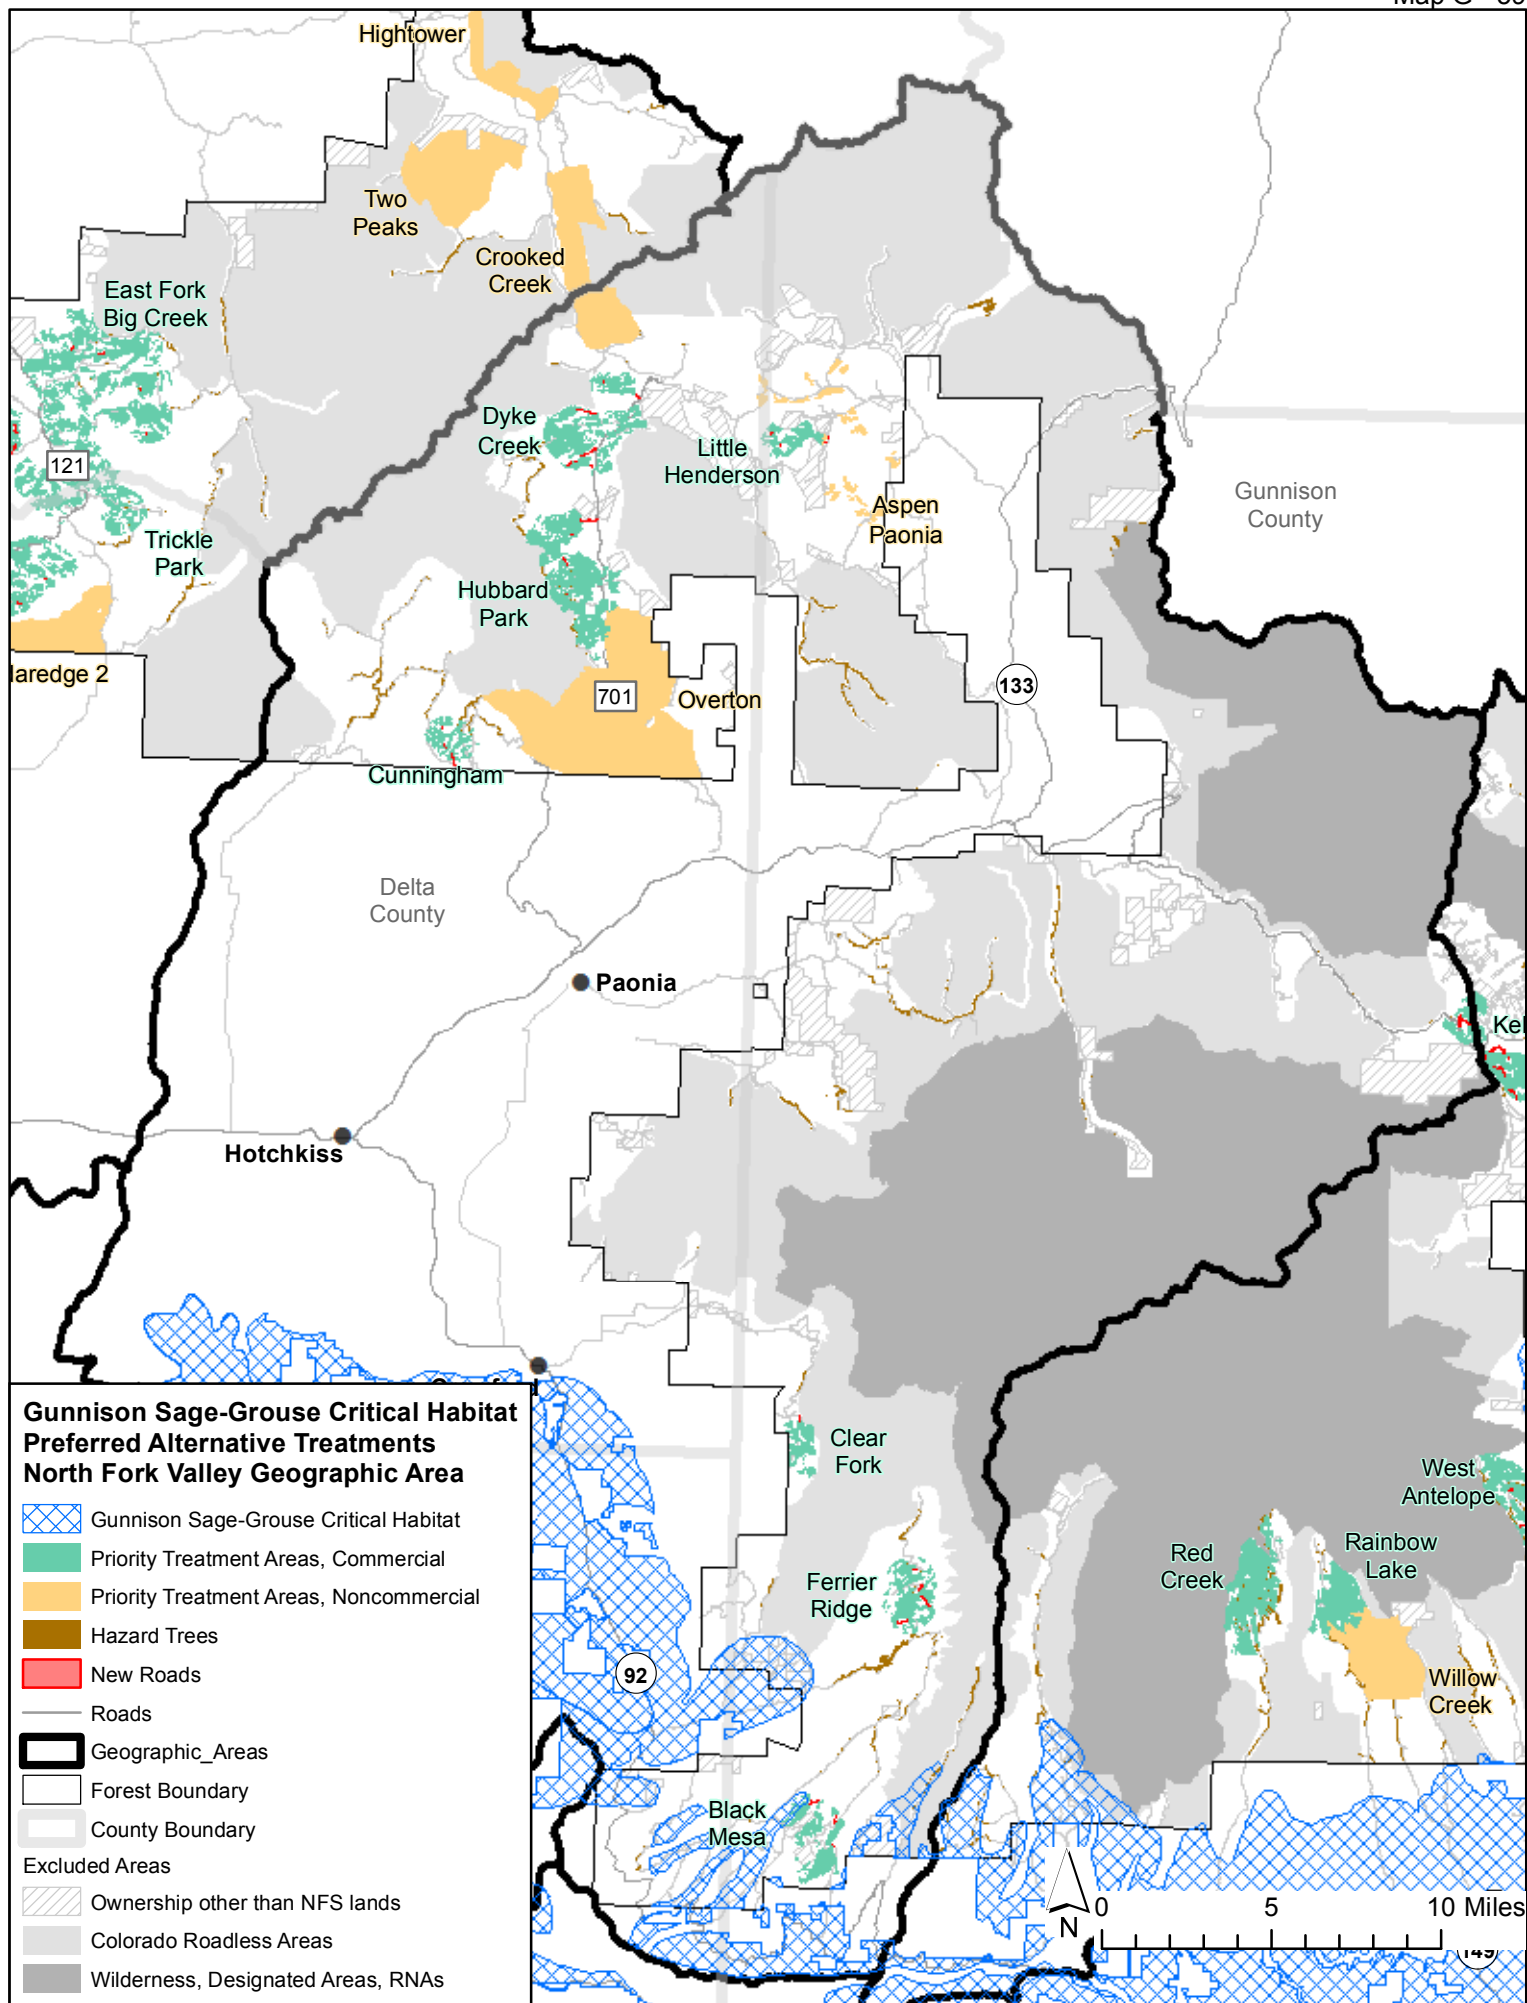 Hightower
Two
Peaks
Crooked
Creek
East Fork
Big Creek
Dyke
Creek
Little
Henderson
121
Gunnison
County
Aspen
Paonia
Trickle
Park
Hubbard
Park
laredge 2
133
701
Overton
Cunningham
Delta
County
Paonia
Hotchkiss
Clear
Fork
West
Antelope
Red
Creek
Rainbow
Lake
Ferrier
Ridge
92
Willow
Creek
Black
Mesa
Gunnison Sage-Grouse Critical Habitat
Preferred Alternative Treatments
North Fork Valley Geographic Area
Gunnison Sage-Grouse Critical Habitat
Priority Treatment Areas, Commercial
Priority Treatment Areas, Noncommercial
Hazard Trees
New Roads
Roads
Geographic_Areas
Forest Boundary
County Boundary
Excluded Areas
Ownership other than NFS lands
Colorado Roadless Areas
Wilderness, Designated Areas, RNAs
N
0 5 10 Miles
149